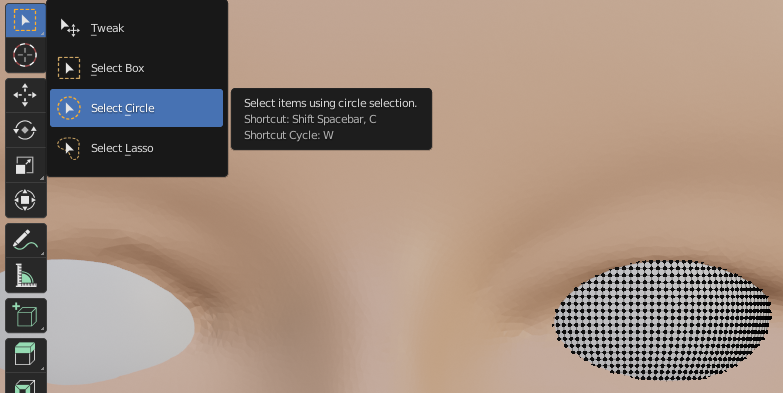 Tweak
Select Box
Select Circle
Select Lasso
Select items using circle selection.
Shortcut: Shift Spacebar, C
Shortcut Cycle: W